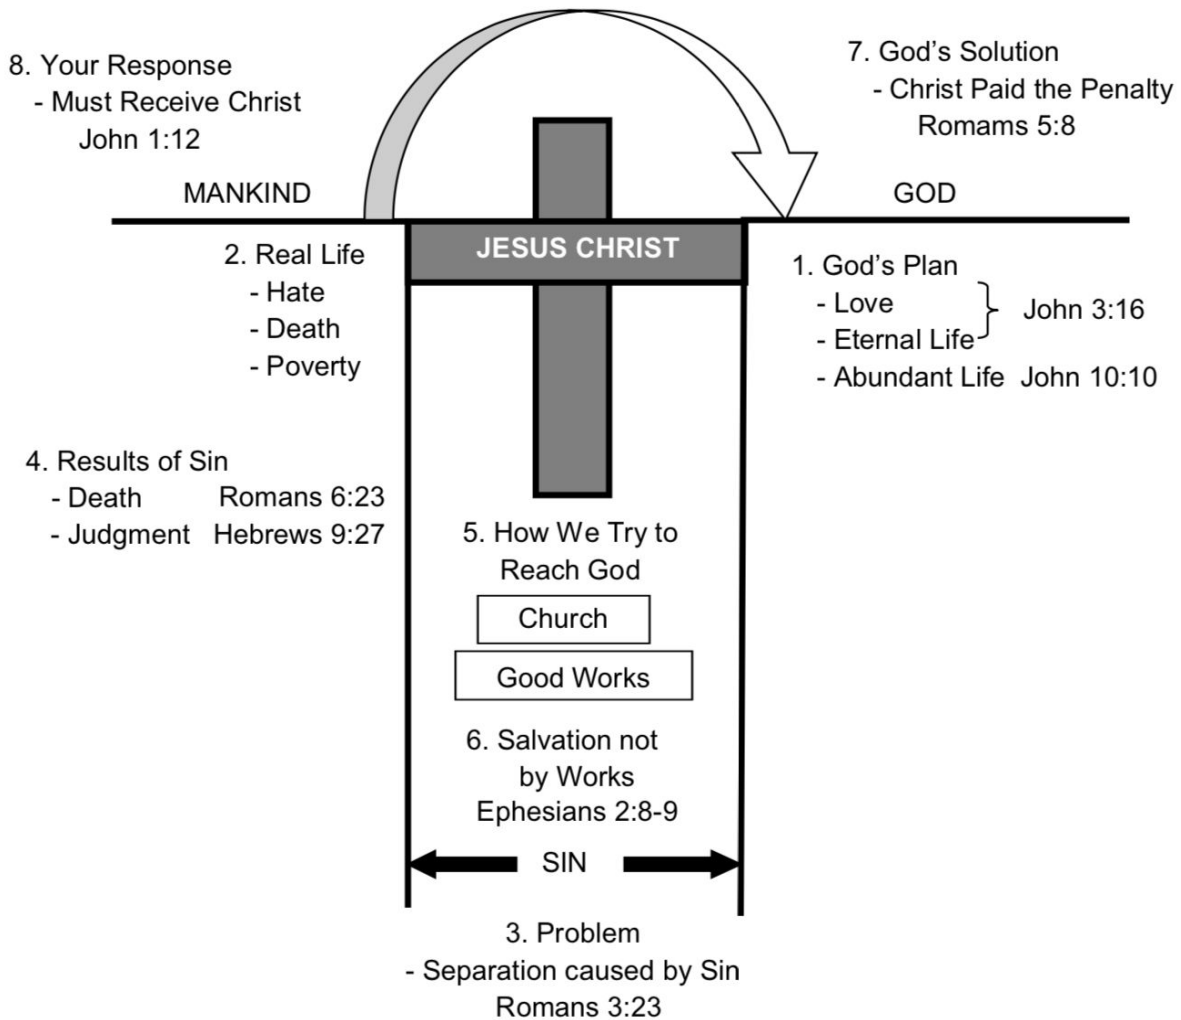 8. Your Response
- Must Receive Christ
John 1:12
7. God's Solution
- Christ Paid the Penalty
Romams 5:8
MANKIND
GOD
JESUS CHRIST
2. Real Life
- Hate
- Death
- Poverty
1. God's Plan
- Love
- Eternal Life
John 3:16
- Abundant Life John 10:10
4. Results of Sin
- Death Romans 6:23
- Judgment Hebrews 9:27
5. How We Try to
Reach God
Church
Good Works
6. Salvation not
by Works
Ephesians 2:8-9
SIN
3. Problem
- Separation caused by Sin
Romans 3:23